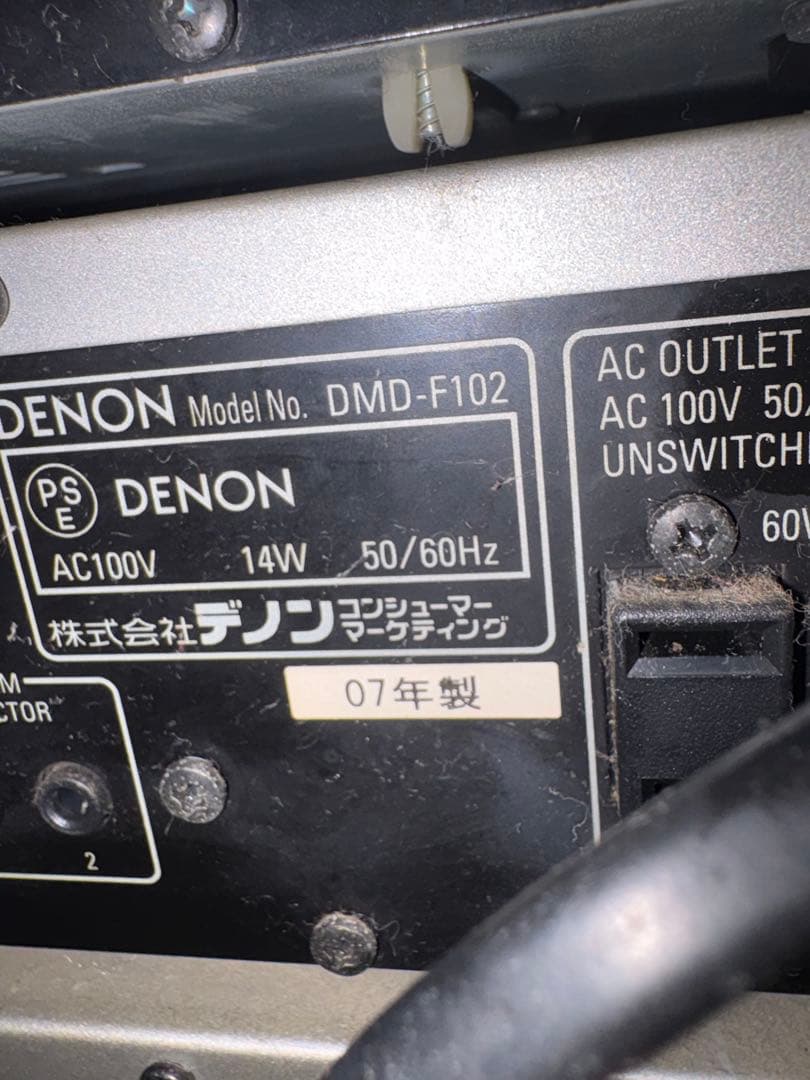 DENON Model No. DMD-F102
PS
E
DENON
AC100V 14W 50/60Hz
株式会社デノン コンシューマー
マーケティング
07年製
AC OUTLET
AC 100V 50/
UNSWITCH
60W
M
CTOR
2